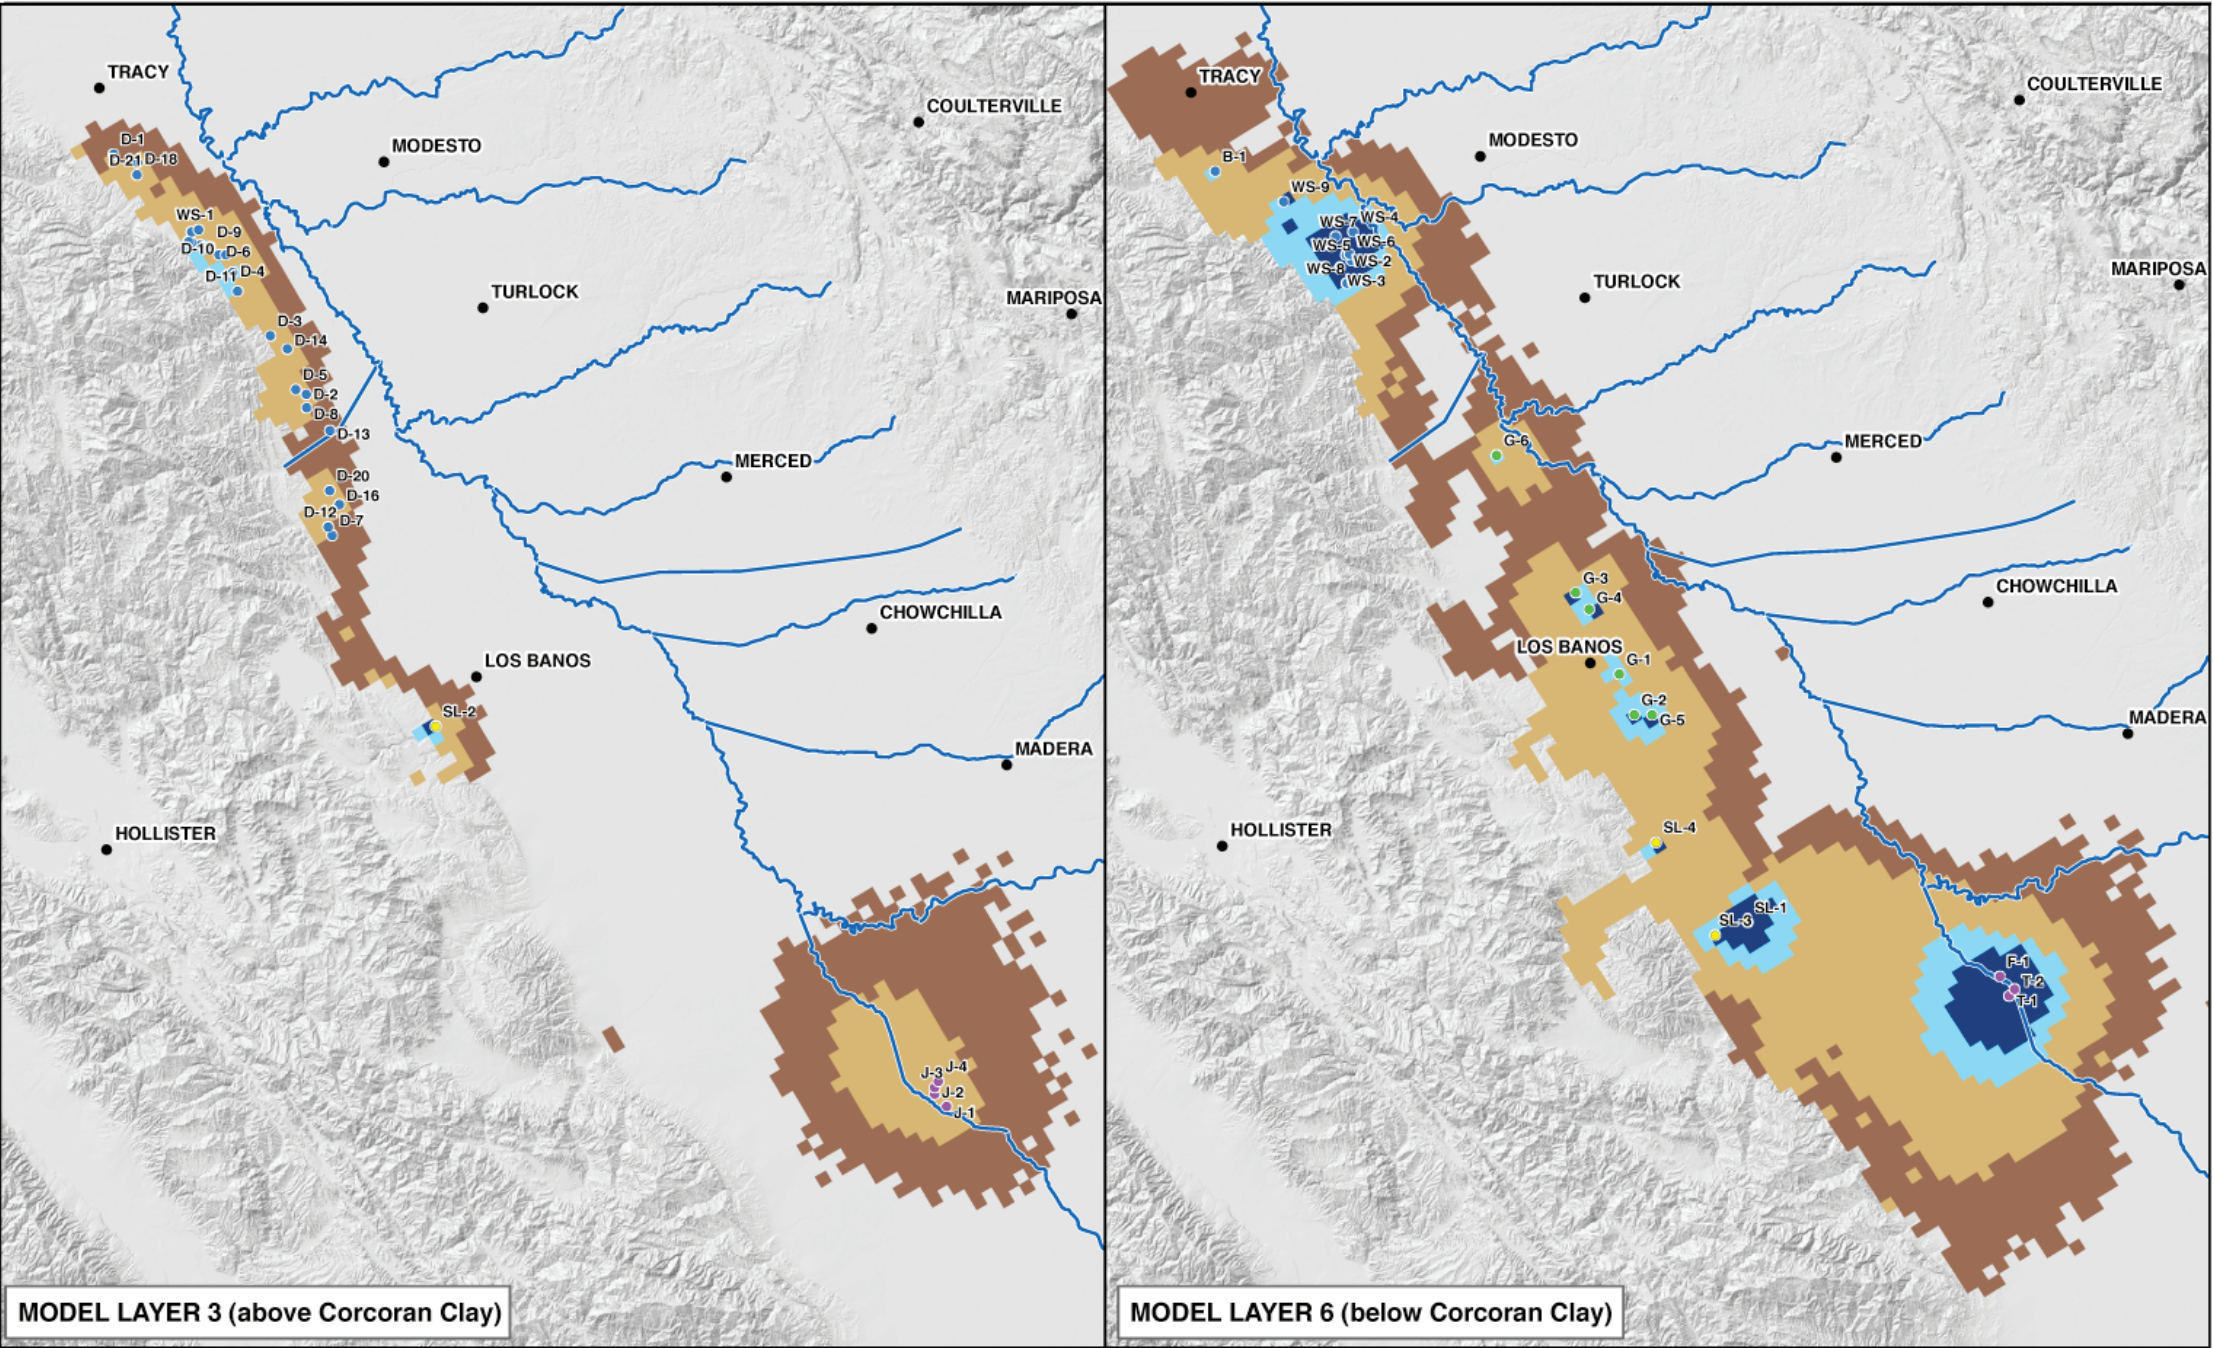 TRACY
COULTERVILLE
D-1
MODESTO
D-21
D-18
WS-1
D-9
D-10
D-6
D-11
D-4
TURLOCK
MARIPOSA
D-3
D-14
D-5
D-2
D-8
D-13
MERCED
D-20
D-16
D-12
D-7
CHOWCHILLA
LOS BANOS
SL-2
MADERA
HOLLISTER
J-4
J-3
J-2
J-1
MODEL LAYER 3 (above Corcoran Clay)
TRACY
COULTERVILLE
MODESTO
B-1
WS-9
WS-7
WS-4
WS-5
WS-6
WS-2
WS-8
WS-3
MARIPOSA
TURLOCK
G-6
MERCED
G-3
G-4
CHOWCHILLA
LOS BANOS
G-1
G-2
G-5
MADERA
SL-4
HOLLISTER
SL-1
SL-3
F-1
T-2
T-1
MODEL LAYER 6 (below Corcoran Clay)